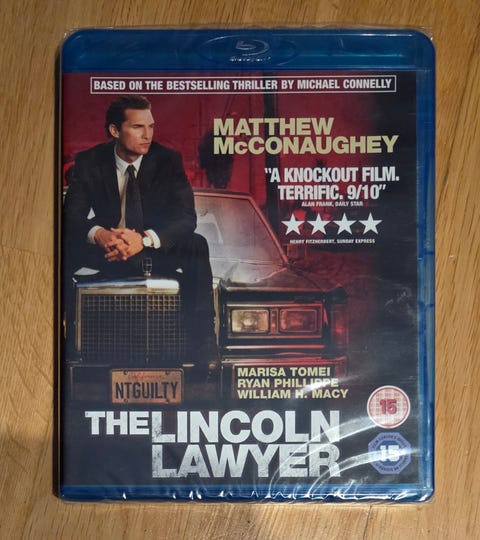 BASED ON THE BESTSELLING THRILLER BY MICHAEL CONNELLY
MATTHEW
McCONAUGHEY
"A KNOCKOUT FILM.
TERRIFIC. 9/10"
ALAN FRANK, DAILY STAR
HENRY FITZHERBERT, SUNDAY EXPRESS
NTGUILTY
MARISA TOMEI
RYAN PHILLIPPE
WILLIAM H. MACY
15
THE LINCOLN
LAWYER
15